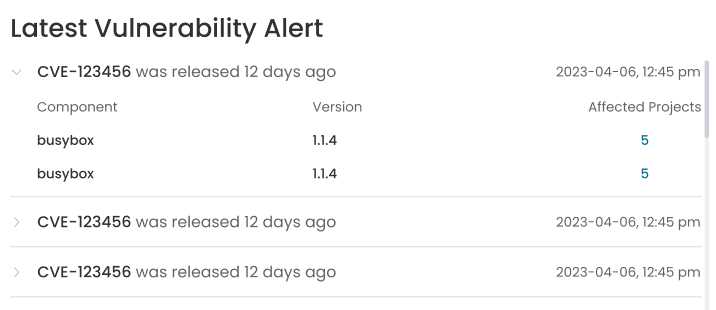 Latest Vulnerability Alert
CVE-123456 was released 12 days ago 2023-04-06, 12:45 pm
Component Version Affected Projects
busybox 1.1.4 5
busybox 1.1.4 5
CVE-123456 was released 12 days ago 2023-04-06, 12:45 pm
CVE-123456 was released 12 days ago 2023-04-06, 12:45 pm